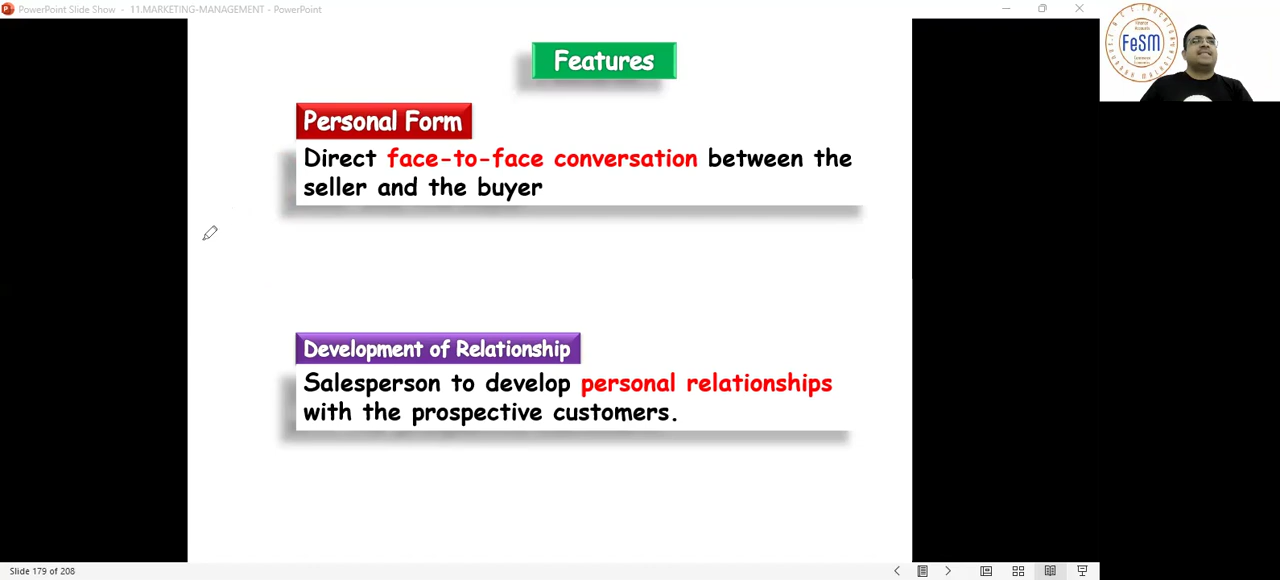 PowerPoint Slide Show - 11.MARKETING-MANAGEMENT - PowerPoint
FeSM
Features
Personal Form
Direct face-to-face conversation between the
seller and the buyer
Development of Relationship
Salesperson to develop personal relationships
with the prospective customers.
Slide 179 of 208